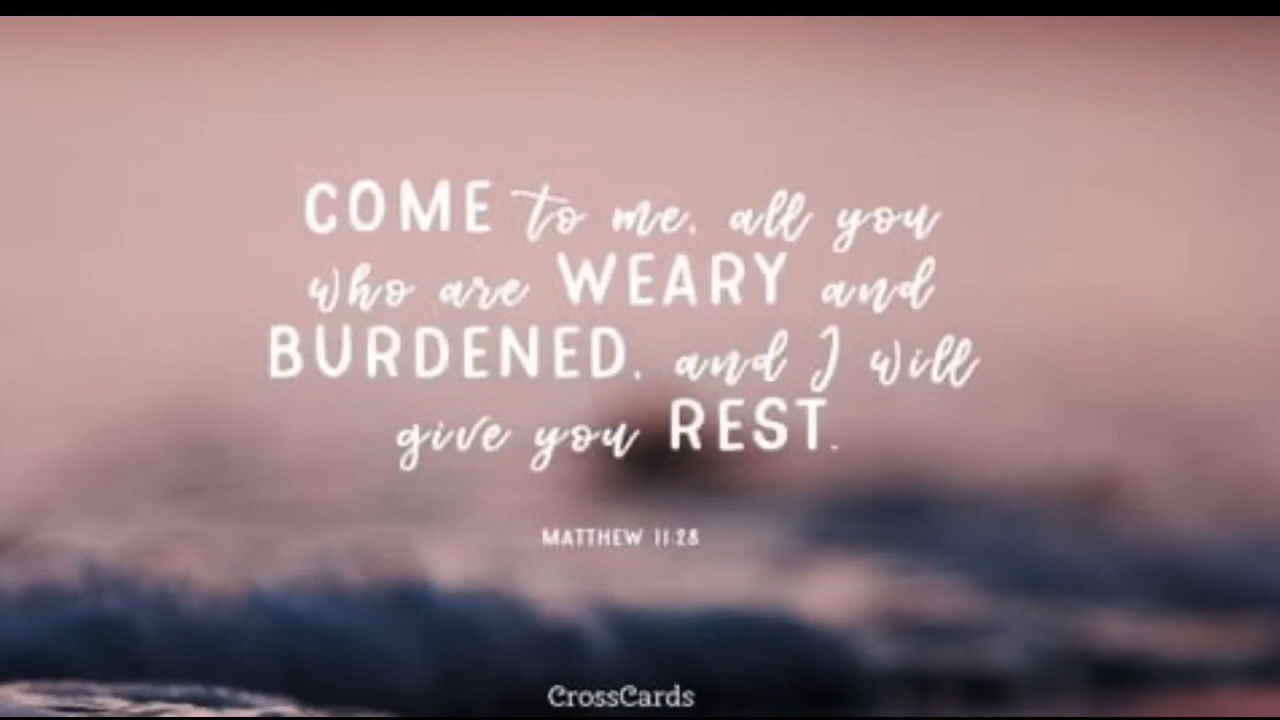 COME to me, all you
who are WEARY and
BURDENED, and I will
give you REST.
MATTHEW 11:28
CrossCards